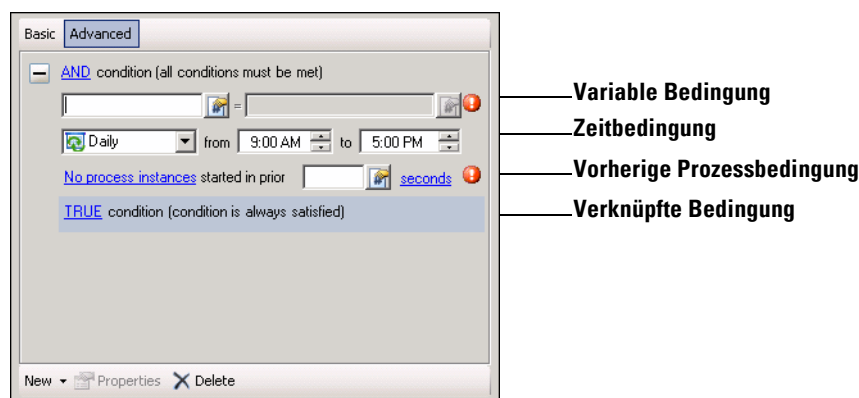 Basic Advanced
AND condition (all conditions must be met)
= Variable Bedingung
Daily from 9:00 AM to 5:00 PM Zeitbedingung
No process instances started in prior seconds Vorherige Prozessbedingung
TRUE condition (condition is always satisfied) Verknüpfte Bedingung
New Properties Delete